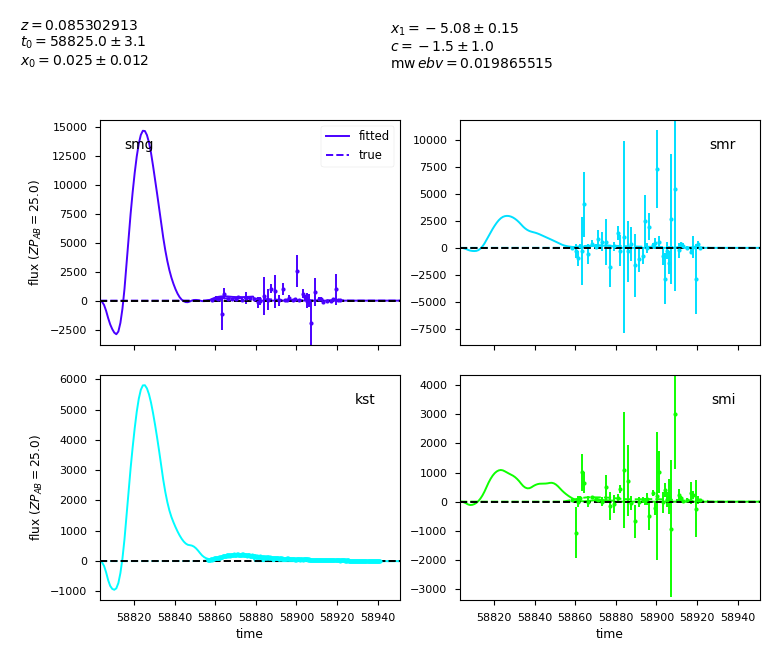 z = 0.085302913
t0 = 58825.0 ± 3.1
x0 = 0.025 ± 0.012
x1 = −5.08 ± 0.15
c = −1.5 ± 1.0
mw ebv = 0.019865515
smg
fitted
true
flux (ZP_AB = 25.0)
15000
12500
10000
7500
5000
2500
0
−2500
smr
10000
7500
5000
2500
0
−2500
−5000
−7500
kst
flux (ZP_AB = 25.0)
6000
5000
4000
3000
2000
1000
0
−1000
58820 58840 58860 58880 58900 58920 58940
time
smi
4000
3000
2000
1000
0
−1000
−2000
−3000
58820 58840 58860 58880 58900 58920 58940
time